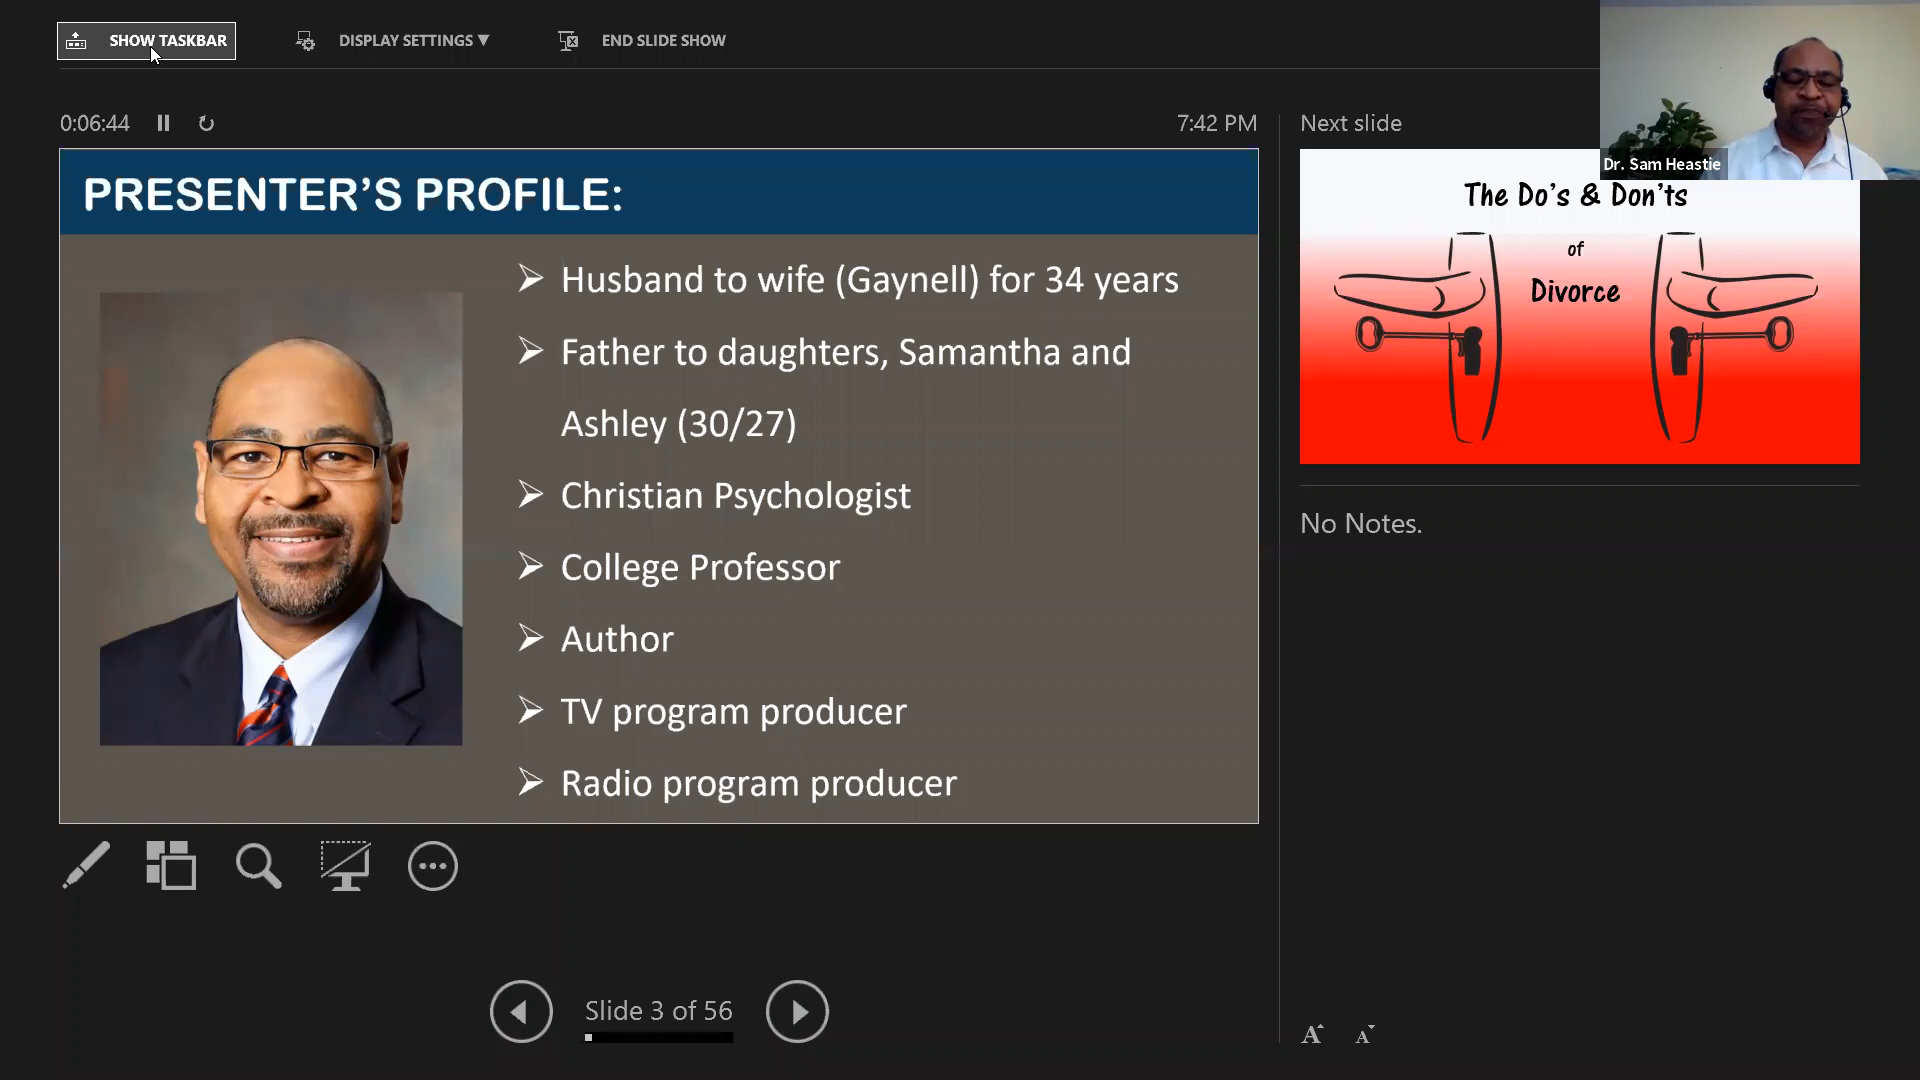 SHOW TASKBAR
DISPLAY SETTINGS ▼
END SLIDE SHOW
0:06:44
7:42 PM
Next slide
Dr. Sam Heastie
PRESENTER’S PROFILE:
➢ Husband to wife (Gaynell) for 34 years
➢ Father to daughters, Samantha and
Ashley (30/27)
➢ Christian Psychologist
➢ College Professor
➢ Author
➢ TV program producer
➢ Radio program producer
The Do’s & Don’ts
of
Divorce
No Notes.
Slide 3 of 56
A A